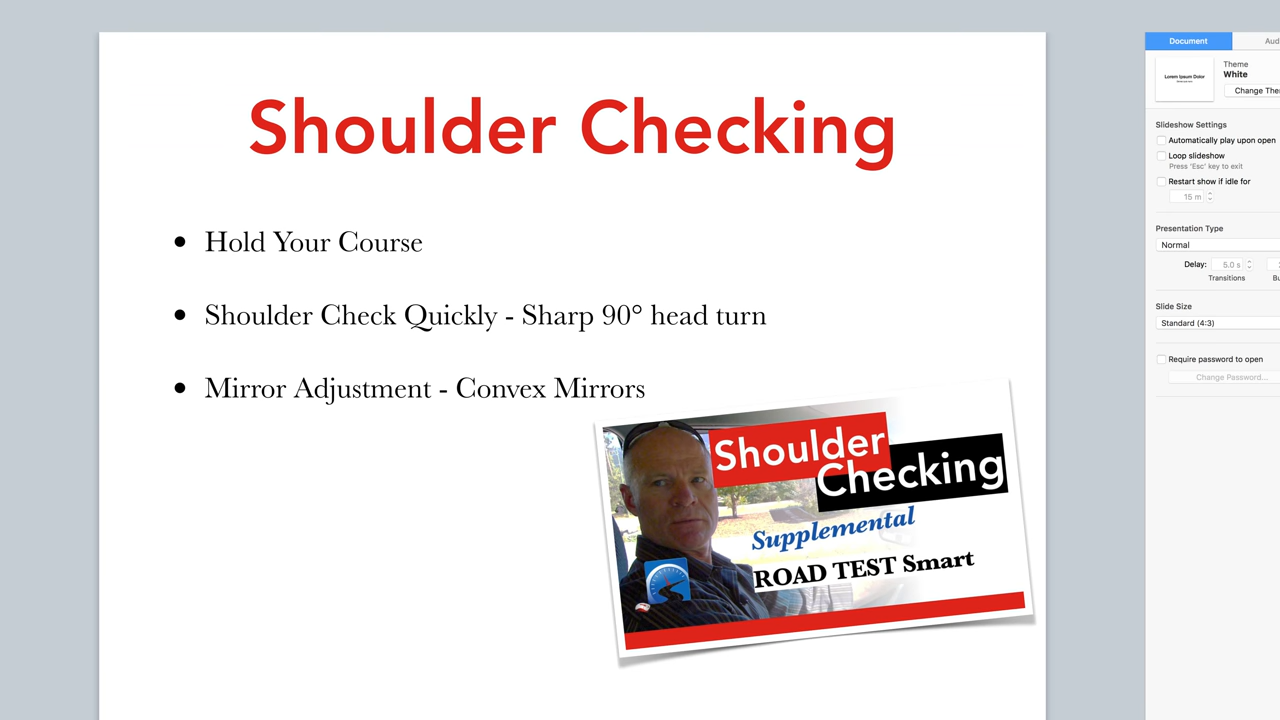 Shoulder Checking
• Hold Your Course
• Shoulder Check Quickly - Sharp 90° head turn
• Mirror Adjustment - Convex Mirrors
Shoulder
Checking
Supplemental
ROAD TEST Smart
Document
Theme
White
Lorem Ipsum Dolor
Slideshow Settings
Automatically play upon open
Loop slideshow
Press 'Esc' key to exit
Restart show if idle for
15 m
Presentation Type
Normal
Delay: 5.0 s
Transitions
Slide Size
Standard (4:3)
Require password to open
Change Password...